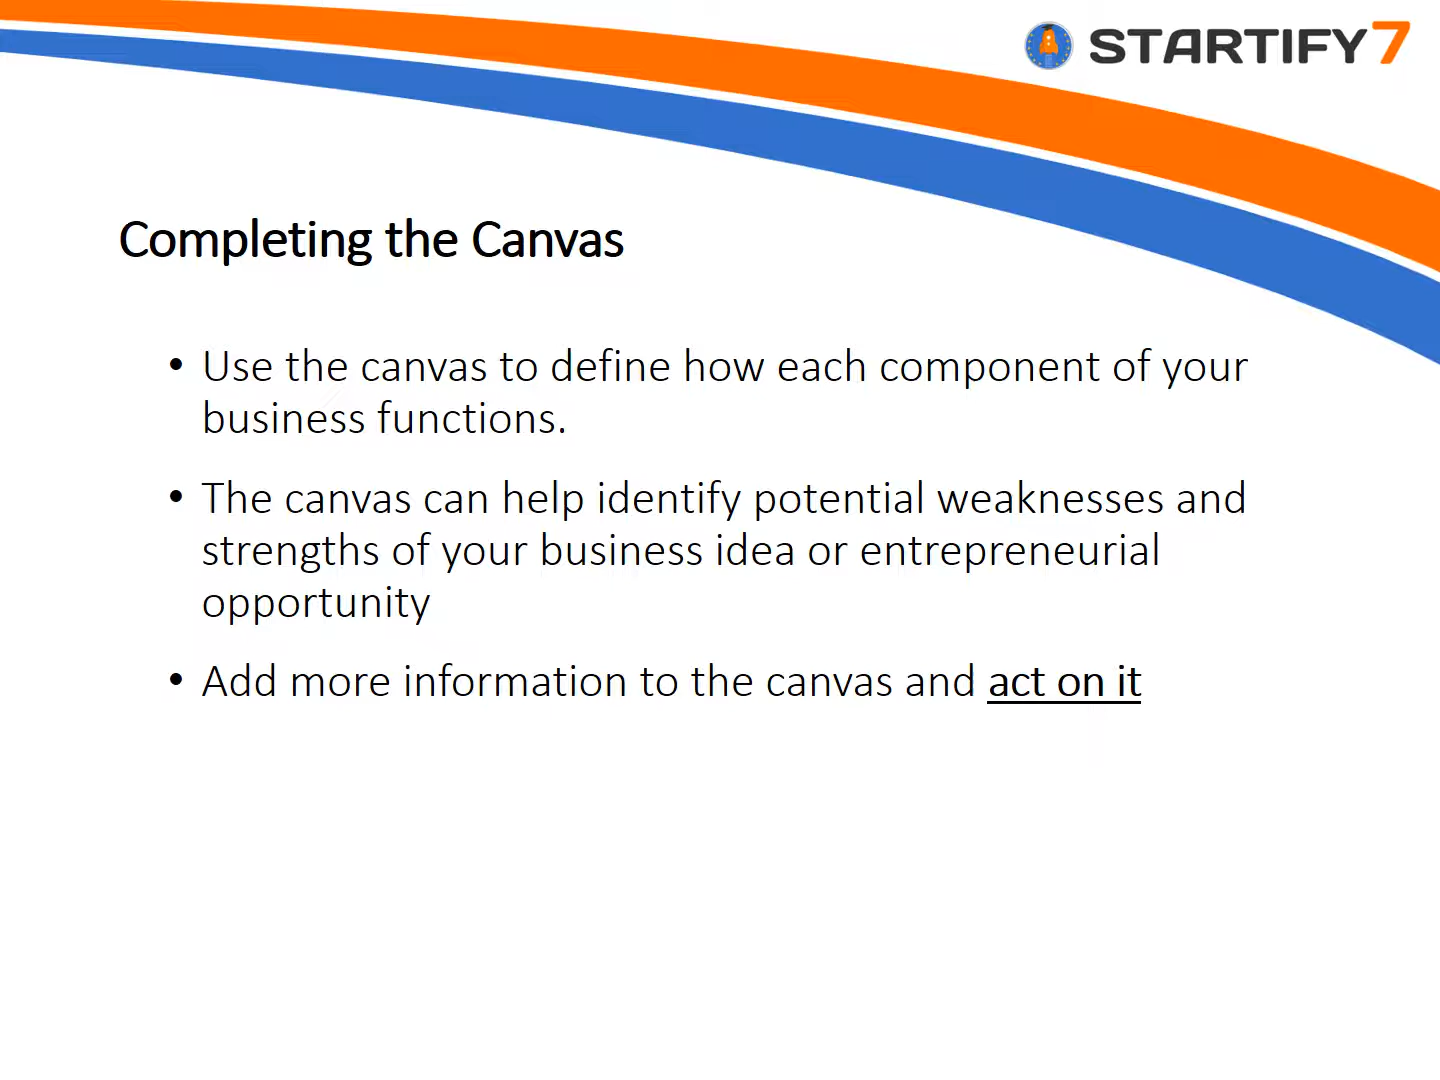 STARTIFY7
Completing the Canvas
• Use the canvas to define how each component of your
business functions.
• The canvas can help identify potential weaknesses and
strengths of your business idea or entrepreneurial
opportunity
• Add more information to the canvas and act on it